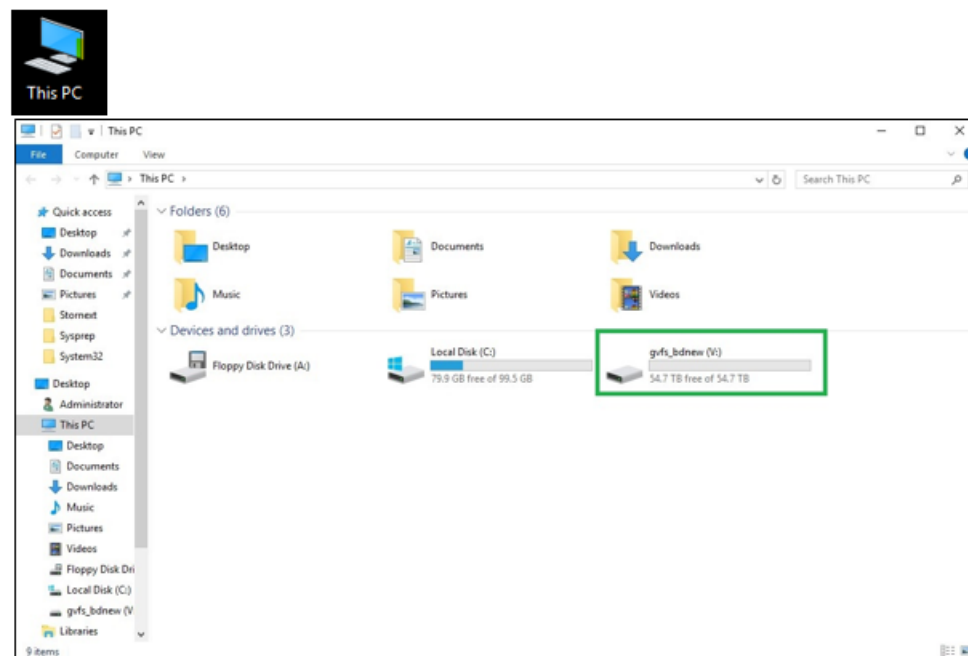 This PC
This PC
File Computer View
This PC
Search This PC
Quick access
Desktop
Downloads
Documents
Pictures
Stornext
Sysprep
System32
Desktop
Administrator
This PC
Desktop
Documents
Downloads
Music
Pictures
Videos
Floppy Disk Dri
Local Disk (C:)
gvfs_bdnew (V
Libraries
Folders (6)
Desktop Documents Downloads
Music Pictures Videos
Devices and drives (3)
Floppy Disk Drive (A:)
Local Disk (C:)
79.9 GB free of 99.5 GB
gvfs_bdnew (V:)
54.7 TB free of 54.7 TB
9 items